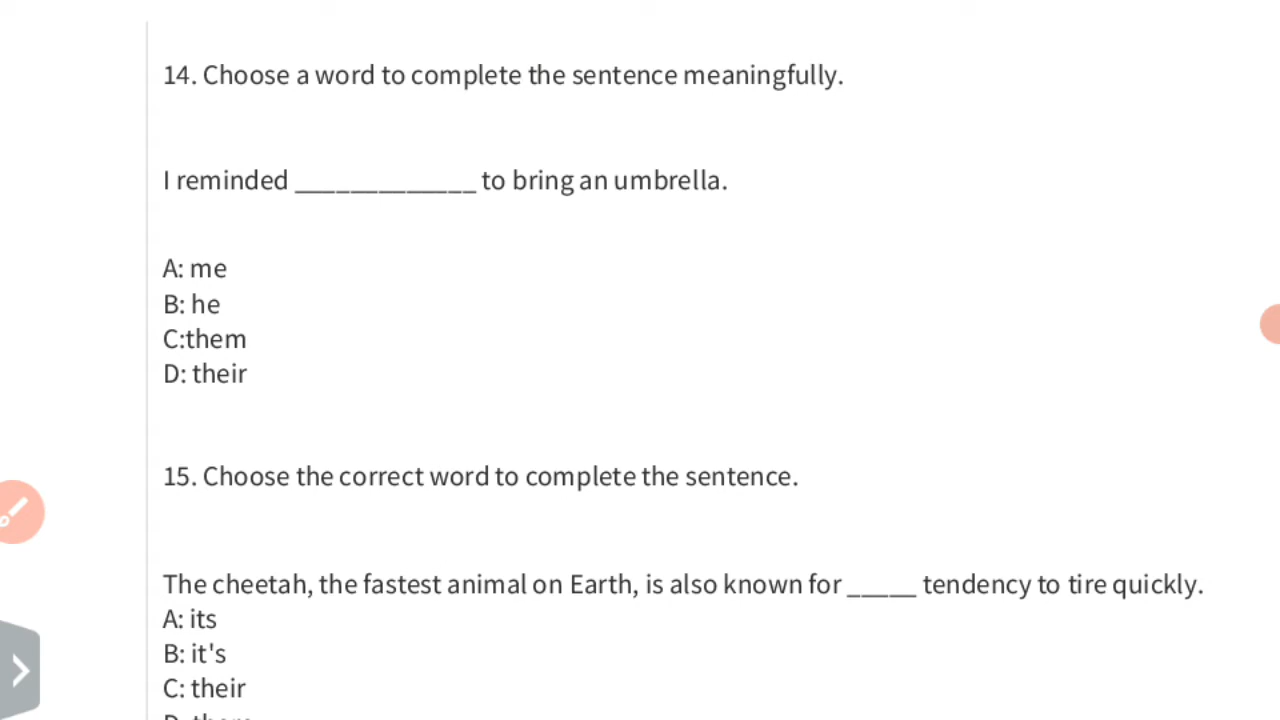 14. Choose a word to complete the sentence meaningfully.
I reminded _____________ to bring an umbrella.
A: me
B: he
C:them
D: their
15. Choose the correct word to complete the sentence.
The cheetah, the fastest animal on Earth, is also known for _____ tendency to tire quickly.
A: its
B: it's
C: their